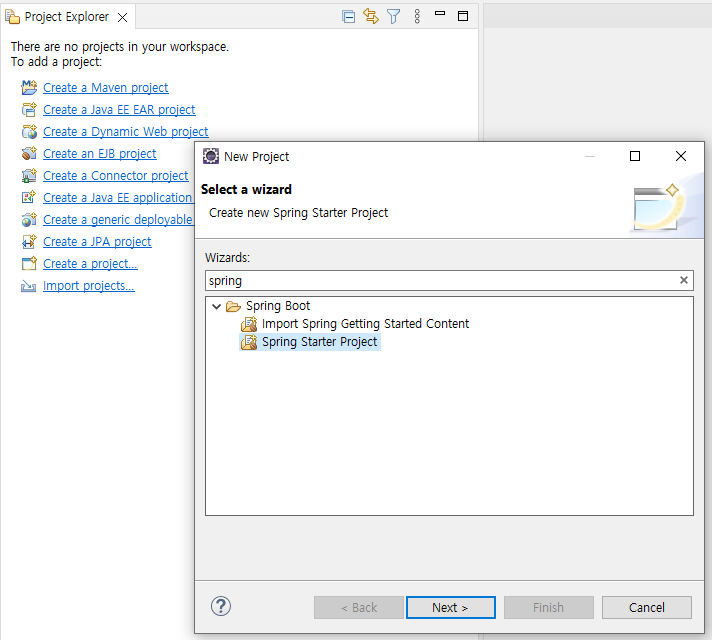 Project Explorer
There are no projects in your workspace.
To add a project:
Create a Maven project
Create a Java EE EAR project
Create a Dynamic Web project
Create an EJB project
Create a Connector project
Create a Java EE application
Create a generic deployable
Create a JPA project
Create a project...
Import projects...
New Project
Select a wizard
Create new Spring Starter Project
Wizards:
spring
Spring Boot
Import Spring Getting Started Content
Spring Starter Project
< Back
Next >
Finish
Cancel